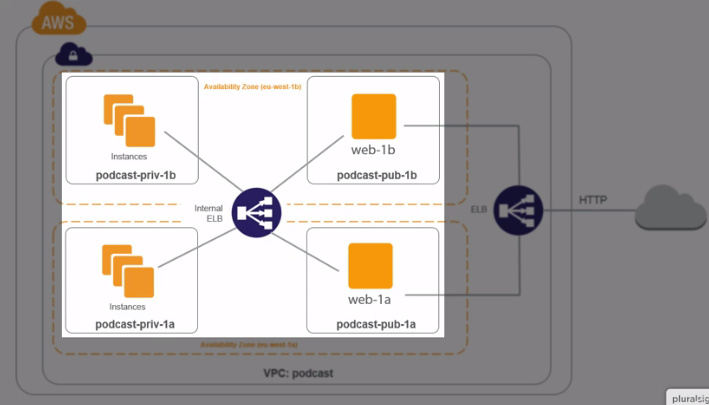 AWS
Availability Zone (eu-west-1b)
Instances
podcast-priv-1b
web-1b
podcast-pub-1b
Internal
ELB
ELB
HTTP
Instances
podcast-priv-1a
web-1a
podcast-pub-1a
Availability Zone (eu-west-1a)
VPC: podcast
pluralsig